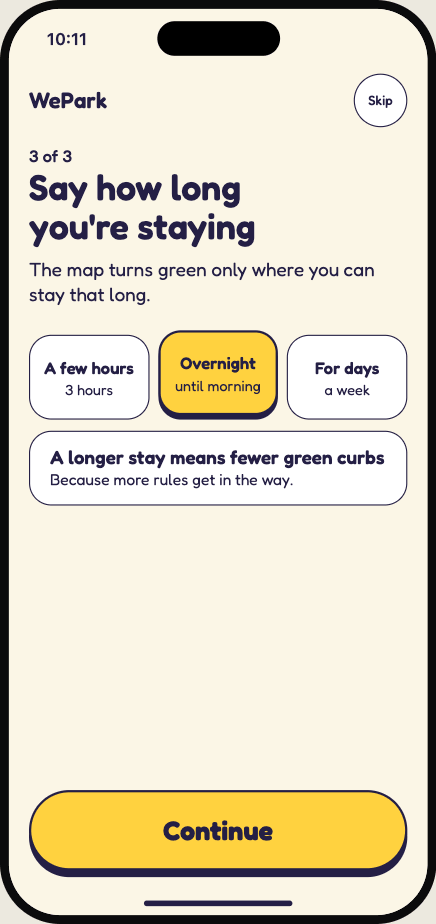 10:11
WePark
Skip
3 of 3
Say how long
you're staying
The map turns green only where you can
stay that long.
A few hours
3 hours
Overnight
until morning
For days
a week
A longer stay means fewer green curbs
Because more rules get in the way.
Continue